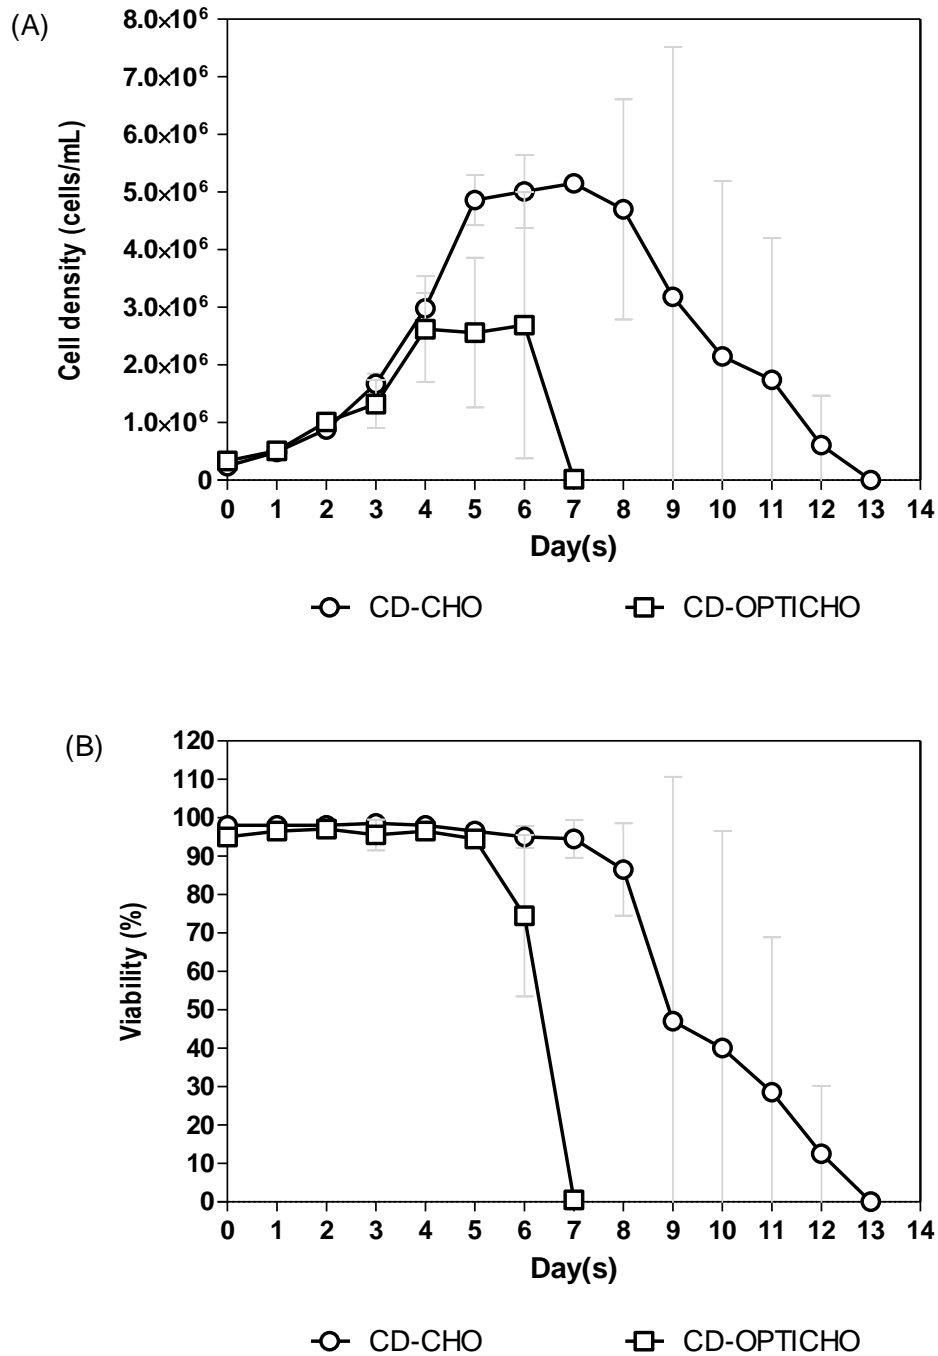 (A)
Cell density (cells/mL)
8.0×10⁶
7.0×10⁶
6.0×10⁶
5.0×10⁶
4.0×10⁶
3.0×10⁶
2.0×10⁶
1.0×10⁶
0
0 1 2 3 4 5 6 7 8 9 10 11 12 13 14
Day(s)
CD-CHO CD-OPTICHO
(B)
Viability (%)
120
110
100
90
80
70
60
50
40
30
20
10
0
0 1 2 3 4 5 6 7 8 9 10 11 12 13 14
Day(s)
CD-CHO CD-OPTICHO